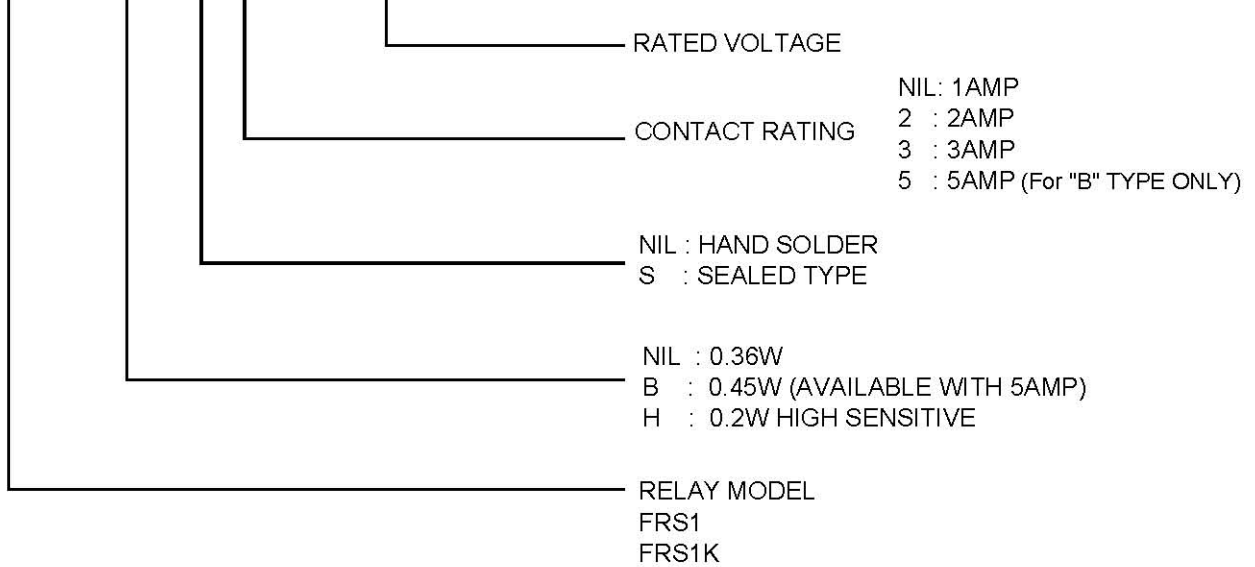 RATED VOLTAGE
CONTACT RATING
NIL: 1AMP
2 : 2AMP
3 : 3AMP
5 : 5AMP (For "B" TYPE ONLY)
NIL : HAND SOLDER
S : SEALED TYPE
NIL : 0.36W
B : 0.45W (AVAILABLE WITH 5AMP)
H : 0.2W HIGH SENSITIVE
RELAY MODEL
FRS1
FRS1K